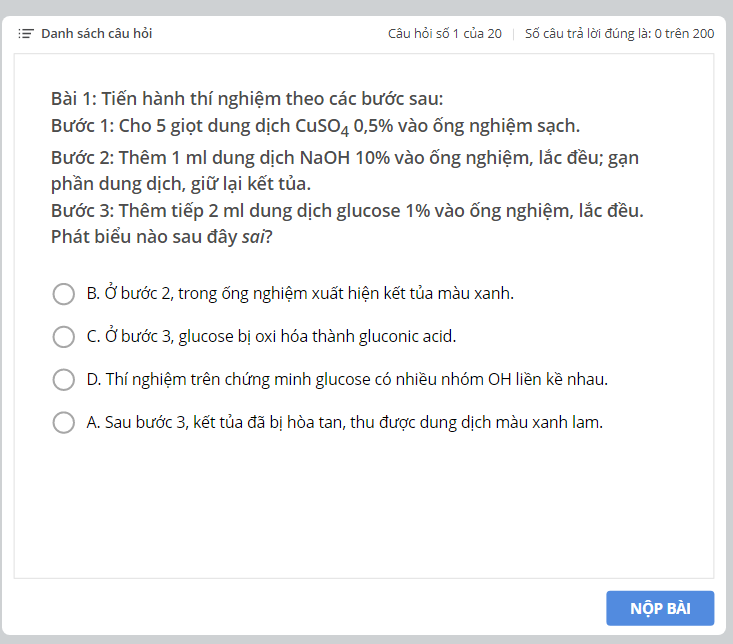 Danh sách câu hỏi
Câu hỏi số 1 của 20 | Số câu trả lời đúng là: 0 trên 200
Bài 1: Tiến hành thí nghiệm theo các bước sau:
Bước 1: Cho 5 giọt dung dịch CuSO₄ 0,5% vào ống nghiệm sạch.
Bước 2: Thêm 1 ml dung dịch NaOH 10% vào ống nghiệm, lắc đều; gạn
phần dung dịch, giữ lại kết tủa.
Bước 3: Thêm tiếp 2 ml dung dịch glucose 1% vào ống nghiệm, lắc đều.
Phát biểu nào sau đây sai?
B. Ở bước 2, trong ống nghiệm xuất hiện kết tủa màu xanh.
C. Ở bước 3, glucose bị oxi hóa thành gluconic acid.
D. Thí nghiệm trên chứng minh glucose có nhiều nhóm OH liền kề nhau.
A. Sau bước 3, kết tủa đã bị hòa tan, thu được dung dịch màu xanh lam.
NỘP BÀI